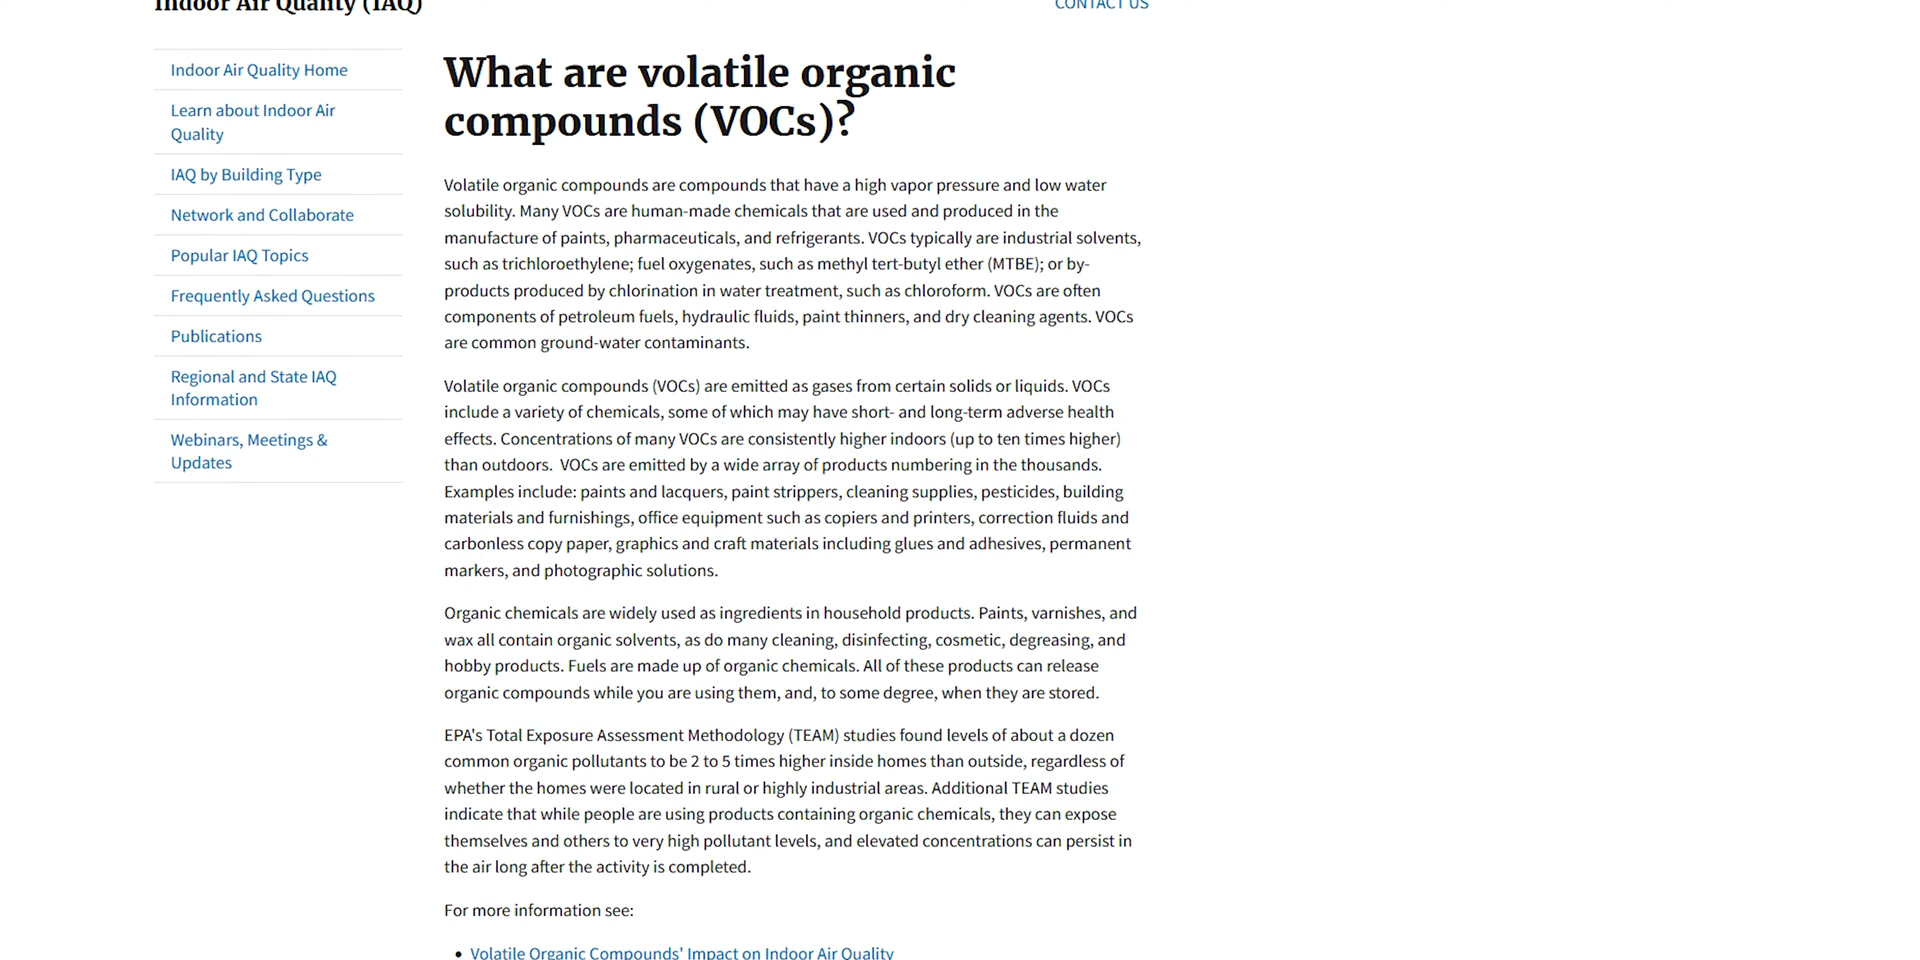 Indoor Air Quality (IAQ)
CONTACT US
Indoor Air Quality Home
Learn about Indoor Air
Quality
IAQ by Building Type
Network and Collaborate
Popular IAQ Topics
Frequently Asked Questions
Publications
Regional and State IAQ
Information
Webinars, Meetings &
Updates
What are volatile organic
compounds (VOCs)?
Volatile organic compounds are compounds that have a high vapor pressure and low water
solubility. Many VOCs are human-made chemicals that are used and produced in the
manufacture of paints, pharmaceuticals, and refrigerants. VOCs typically are industrial solvents,
such as trichloroethylene; fuel oxygenates, such as methyl tert-butyl ether (MTBE); or by-
products produced by chlorination in water treatment, such as chloroform. VOCs are often
components of petroleum fuels, hydraulic fluids, paint thinners, and dry cleaning agents. VOCs
are common ground-water contaminants.
Volatile organic compounds (VOCs) are emitted as gases from certain solids or liquids. VOCs
include a variety of chemicals, some of which may have short- and long-term adverse health
effects. Concentrations of many VOCs are consistently higher indoors (up to ten times higher)
than outdoors.  VOCs are emitted by a wide array of products numbering in the thousands.
Examples include: paints and lacquers, paint strippers, cleaning supplies, pesticides, building
materials and furnishings, office equipment such as copiers and printers, correction fluids and
carbonless copy paper, graphics and craft materials including glues and adhesives, permanent
markers, and photographic solutions.
Organic chemicals are widely used as ingredients in household products. Paints, varnishes, and
wax all contain organic solvents, as do many cleaning, disinfecting, cosmetic, degreasing, and
hobby products. Fuels are made up of organic chemicals. All of these products can release
organic compounds while you are using them, and, to some degree, when they are stored.
EPA's Total Exposure Assessment Methodology (TEAM) studies found levels of about a dozen
common organic pollutants to be 2 to 5 times higher inside homes than outside, regardless of
whether the homes were located in rural or highly industrial areas. Additional TEAM studies
indicate that while people are using products containing organic chemicals, they can expose
themselves and others to very high pollutant levels, and elevated concentrations can persist in
the air long after the activity is completed.
For more information see:
• Volatile Organic Compounds' Impact on Indoor Air Quality